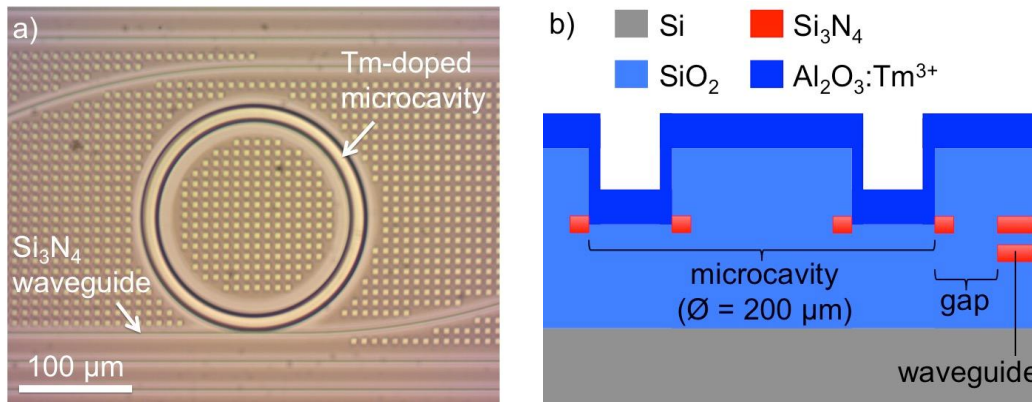 a)
Tm-doped
microcavity
Si₃N₄
waveguide
100 µm
b)
Si
Si₃N₄
SiO₂
Al₂O₃:Tm³⁺
microcavity
(Ø = 200 µm)
gap
waveguide